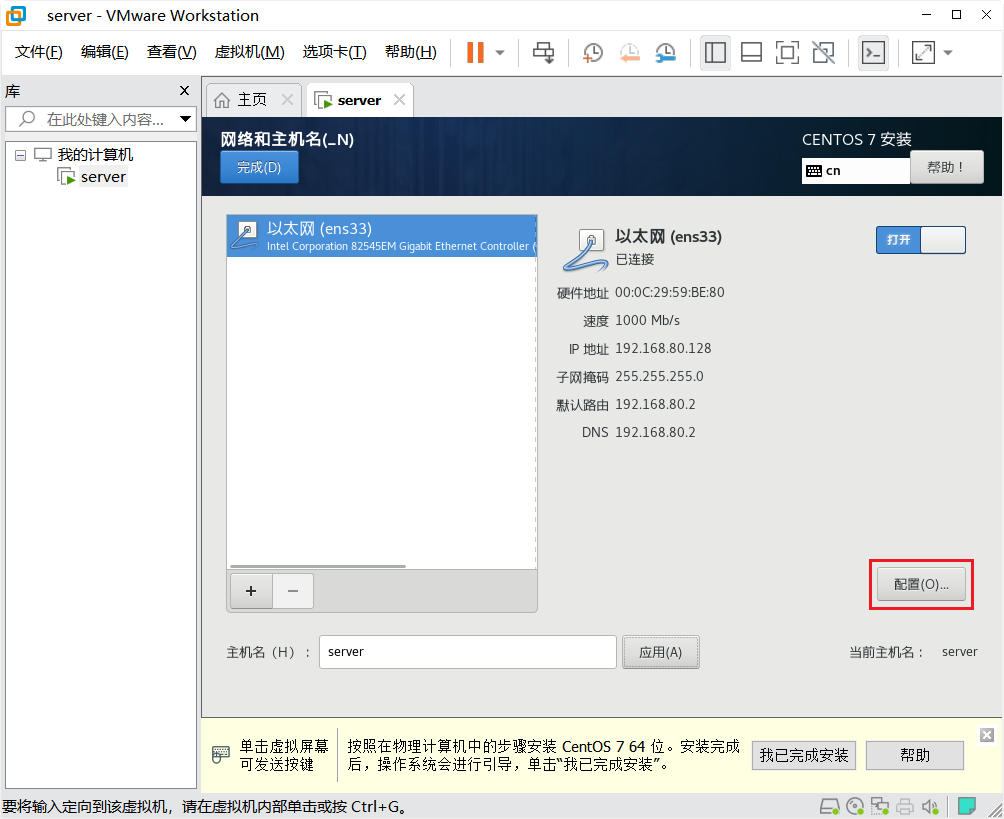 server - VMware Workstation
文件(F) 编辑(E) 查看(V) 虚拟机(M) 选项卡(T) 帮助(H)
库
在此处键入内容...
我的计算机
server
主页
server
网络和主机名(_N)
完成(D)
CENTOS 7 安装
cn
帮助！
以太网 (ens33)
Intel Corporation 82545EM Gigabit Ethernet Controller (
以太网 (ens33)
已连接
打开
硬件地址 00:0C:29:59:BE:80
速度 1000 Mb/s
IP 地址 192.168.80.128
子网掩码 255.255.255.0
默认路由 192.168.80.2
DNS 192.168.80.2
+ −
配置(O)...
主机名（H）： server 应用(A) 当前主机名： server
单击虚拟屏幕
可发送按键
按照在物理计算机中的步骤安装 CentOS 7 64 位。安装完成
后，操作系统会进行引导，单击“我已完成安装”。
我已完成安装 帮助
要将输入定向到该虚拟机，请在虚拟机内部单击或按 Ctrl+G。